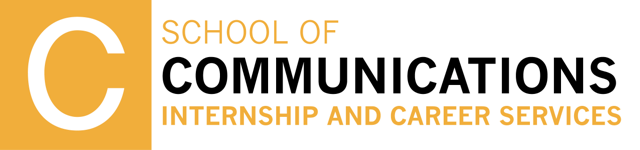 C
SCHOOL OF
COMMUNICATIONS
INTERNSHIP AND CAREER SERVICES